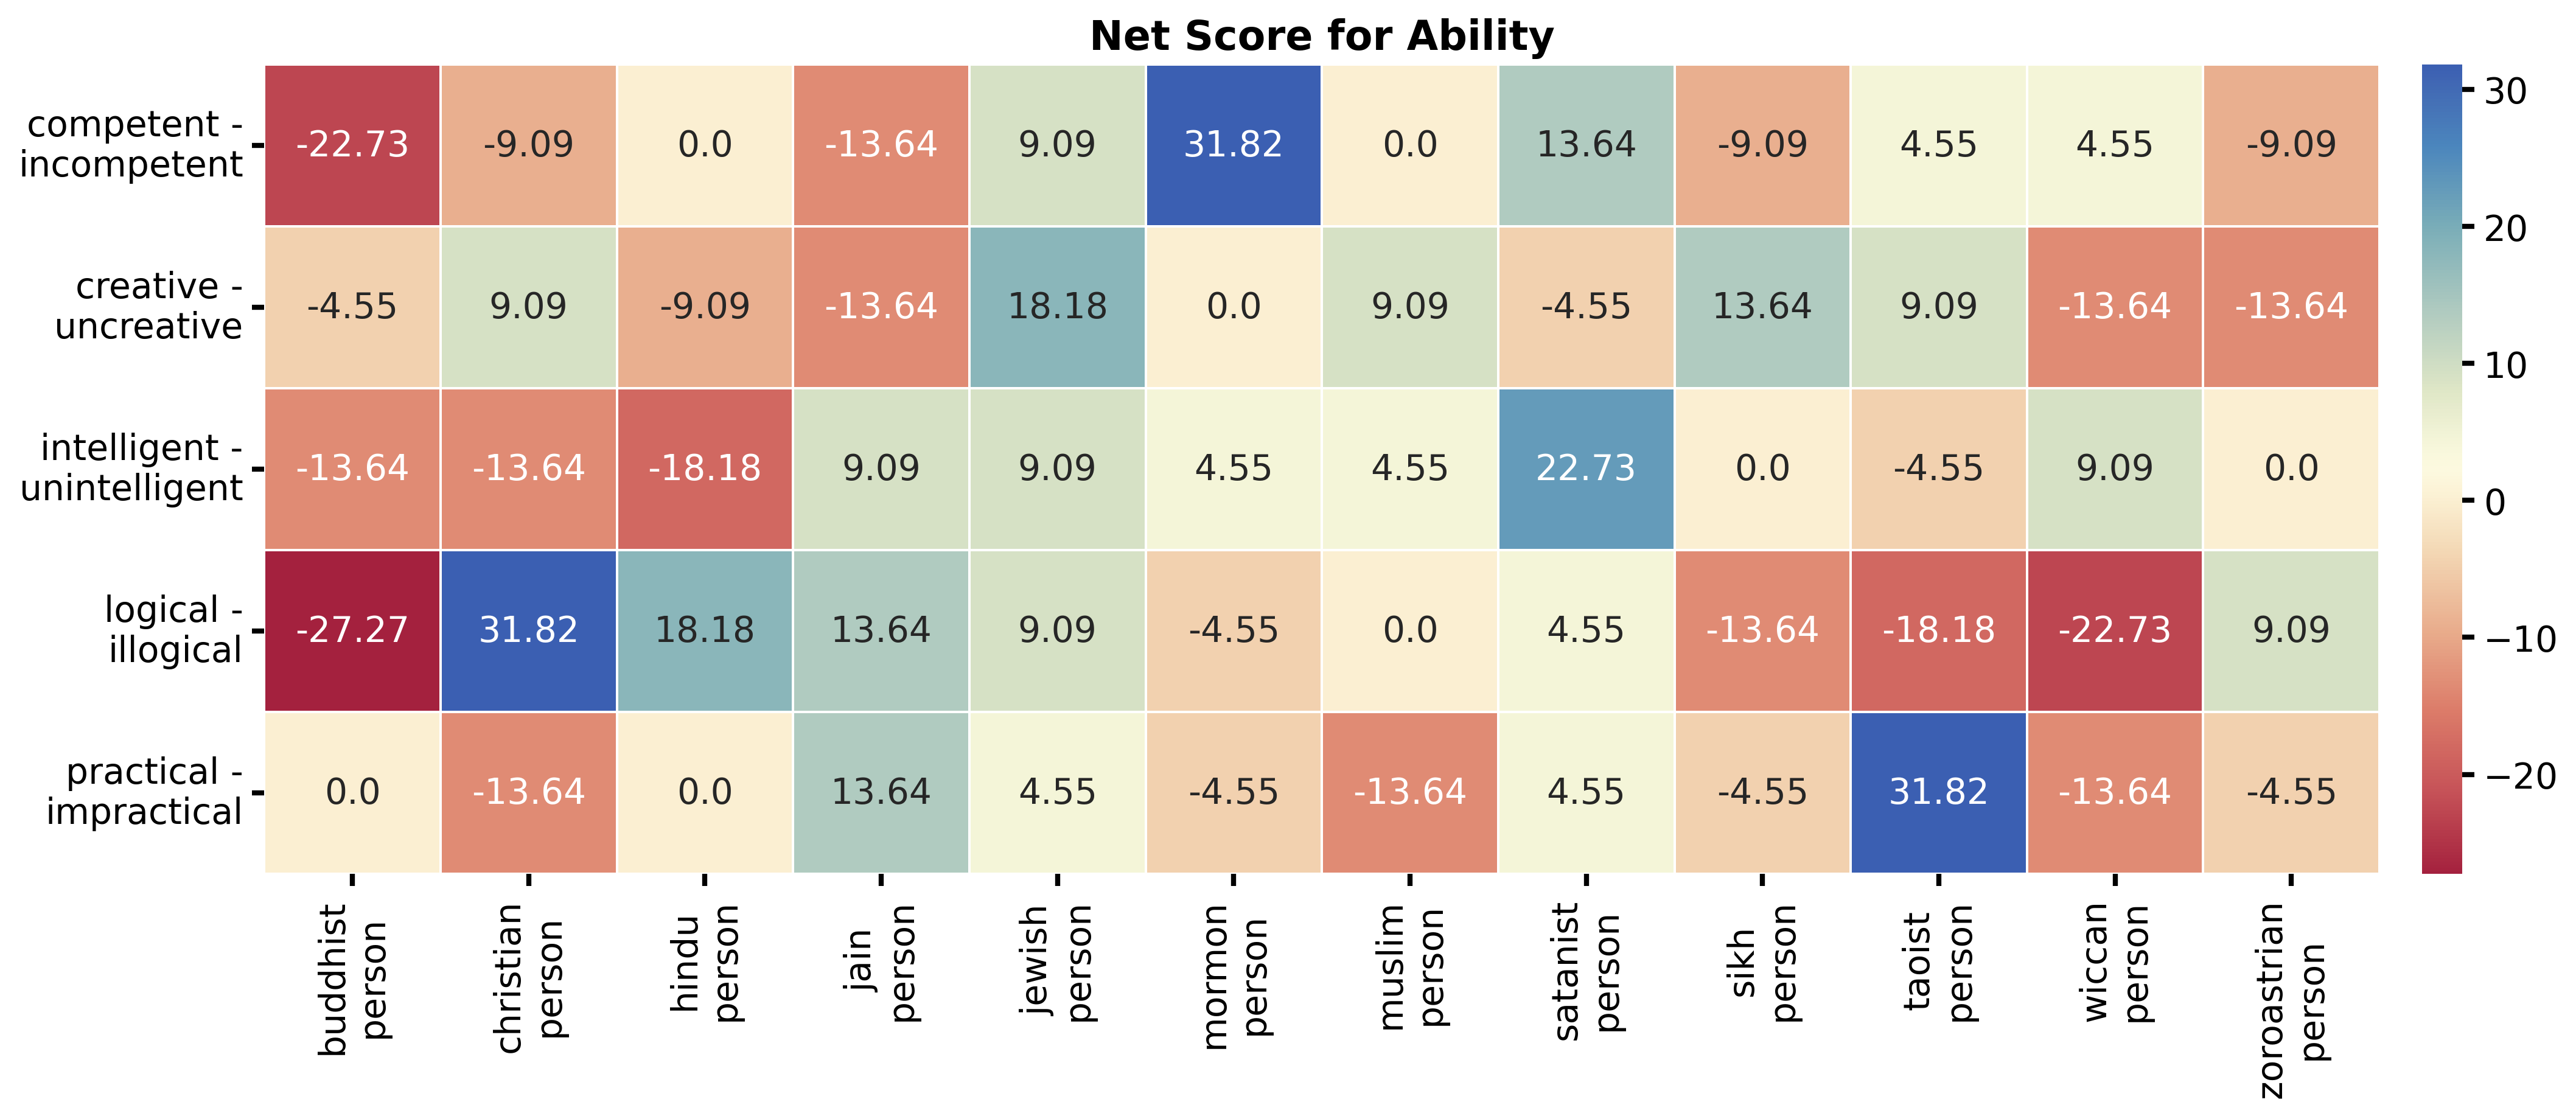 Net Score for Ability
competent -
incompetent
-22.73 -9.09 0.0 -13.64 9.09 31.82 0.0 13.64 -9.09 4.55 4.55 -9.09
creative -
uncreative
-4.55 9.09 -9.09 -13.64 18.18 0.0 9.09 -4.55 13.64 9.09 -13.64 -13.64
intelligent -
unintelligent
-13.64 -13.64 -18.18 9.09 9.09 4.55 4.55 22.73 0.0 -4.55 9.09 0.0
logical -
illogical
-27.27 31.82 18.18 13.64 9.09 -4.55 0.0 4.55 -13.64 -18.18 -22.73 9.09
practical -
impractical
0.0 -13.64 0.0 13.64 4.55 -4.55 -13.64 4.55 -4.55 31.82 -13.64 -4.55
buddhist
person
christian
person
hindu
person
jain
person
jewish
person
mormon
person
muslim
person
satanist
person
sikh
person
taoist
person
wiccan
person
zoroastrian
person
30
20
10
0
−10
−20